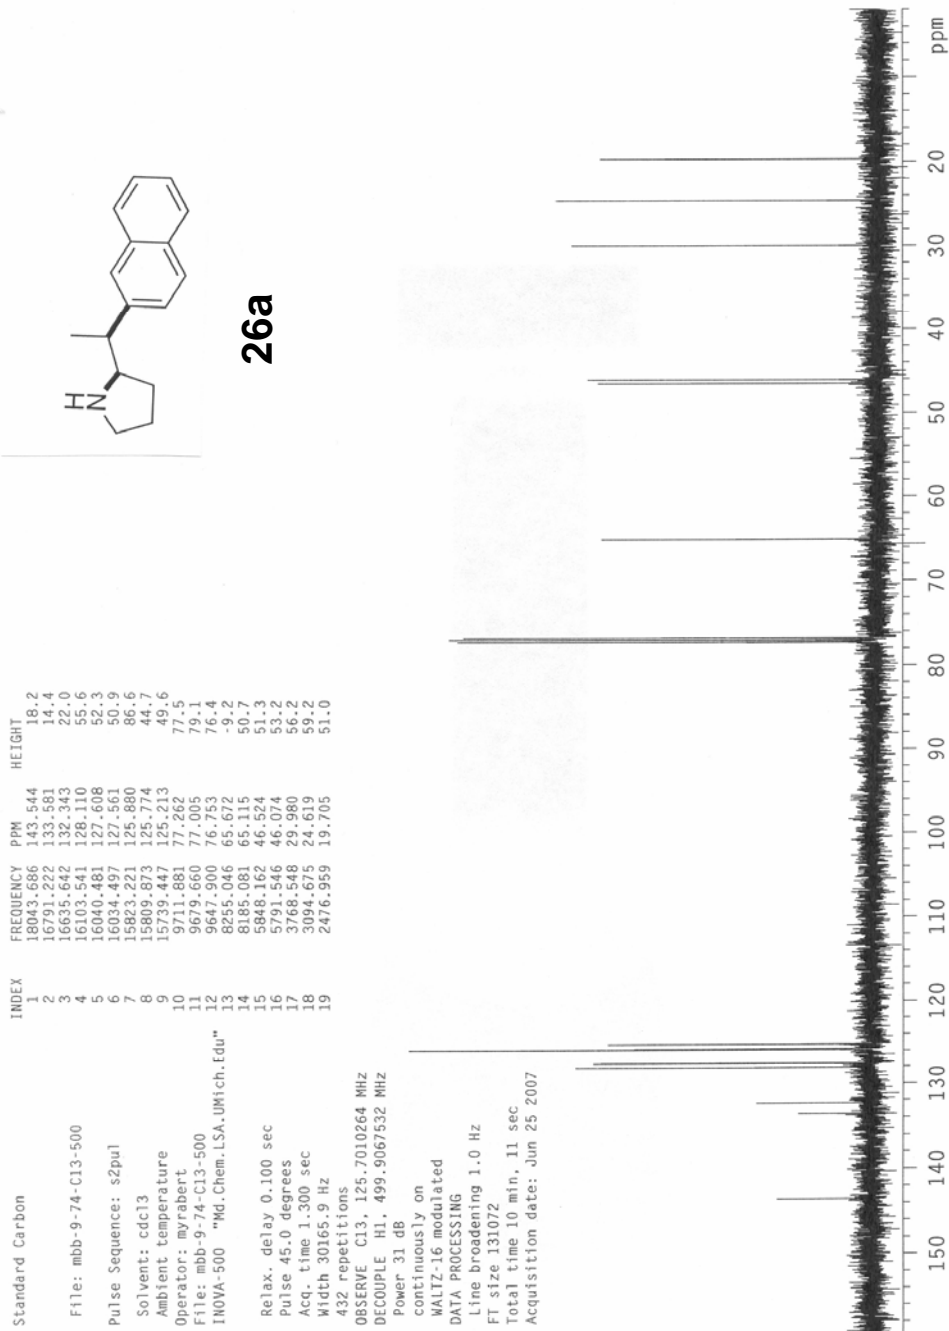 Standard Carbon
File: mbb-9-74-C13-500
Pulse Sequence: s2pul
Solvent: cdcl3
Ambient temperature
Operator: myrabert
File: mbb-9-74-C13-500
INOVA-500 "Md.Chem.LSA.UMich.Edu"
Relax. delay 0.100 sec
Pulse 45.0 degrees
Acq. time 1.300 sec
Width 30165.9 Hz
432 repetitions
OBSERVE C13, 125.7010264 MHz
DECOUPLE H1, 499.9067532 MHz
Power 31 dB
continuously on
WALTZ-16 modulated
DATA PROCESSING
Line broadening 1.0 Hz
FT size 131072
Total time 10 min, 11 sec
Acquisition date: Jun 25 2007
INDEX FREQUENCY PPM HEIGHT
1 18043.686 143.544 18.2
2 16791.222 133.581 14.4
3 16635.642 132.343 22.0
4 16103.541 128.110 55.6
5 16040.481 127.608 52.3
6 16034.497 127.561 50.9
7 15823.221 125.880 86.6
8 15809.873 125.774 44.7
9 15739.447 125.213 49.6
10 9711.881 77.262 77.5
11 9679.660 77.005 79.1
12 9647.900 76.753 76.4
13 8255.046 65.672 -9.2
14 8185.081 65.115 50.7
15 5848.162 46.524 51.3
16 5791.546 46.074 53.2
17 3768.548 29.980 56.2
18 3094.675 24.619 59.2
19 2476.959 19.705 51.0
H
N
26a
150 140 130 120 110 100 90 80 70 60 50 40 30 20 ppm